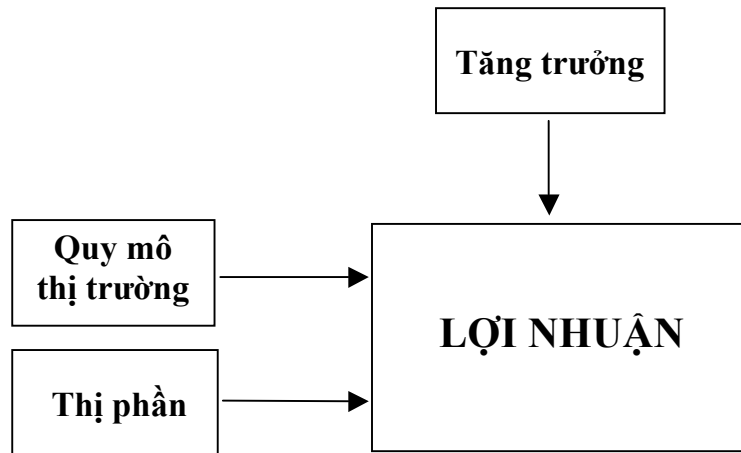 Tăng trưởng
Quy mô
thị trường
LỢI NHUẬN
Thị phần